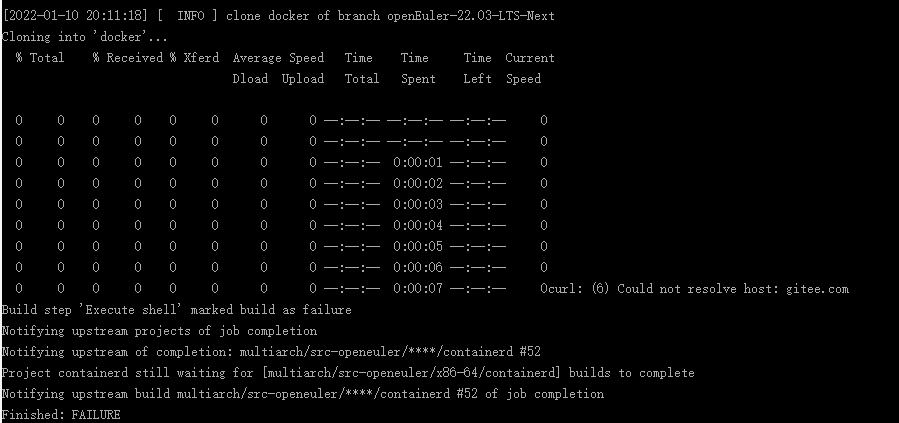 [2022-01-10 20:11:18] [  INFO ] clone docker of branch openEuler-22.03-LTS-Next
Cloning into 'docker'...
  % Total    % Received % Xferd  Average Speed   Time    Time     Time  Current
                                 Dload  Upload   Total   Spent    Left  Speed
  0     0    0     0    0     0      0      0 —:—:— —:—:— —:—:—     0
  0     0    0     0    0     0      0      0 —:—:— —:—:— —:—:—     0
  0     0    0     0    0     0      0      0 —:—:—  0:00:01 —:—:—     0
  0     0    0     0    0     0      0      0 —:—:—  0:00:02 —:—:—     0
  0     0    0     0    0     0      0      0 —:—:—  0:00:03 —:—:—     0
  0     0    0     0    0     0      0      0 —:—:—  0:00:04 —:—:—     0
  0     0    0     0    0     0      0      0 —:—:—  0:00:05 —:—:—     0
  0     0    0     0    0     0      0      0 —:—:—  0:00:06 —:—:—     0
  0     0    0     0    0     0      0      0 —:—:—  0:00:07 —:—:—     0curl: (6) Could not resolve host: gitee.com
Build step 'Execute shell' marked build as failure
Notifying upstream projects of job completion
Notifying upstream of completion: multiarch/src-openeuler/****/containerd #52
Project containerd still waiting for [multiarch/src-openeuler/x86-64/containerd] builds to complete
Notifying upstream build multiarch/src-openeuler/****/containerd #52 of job completion
Finished: FAILURE